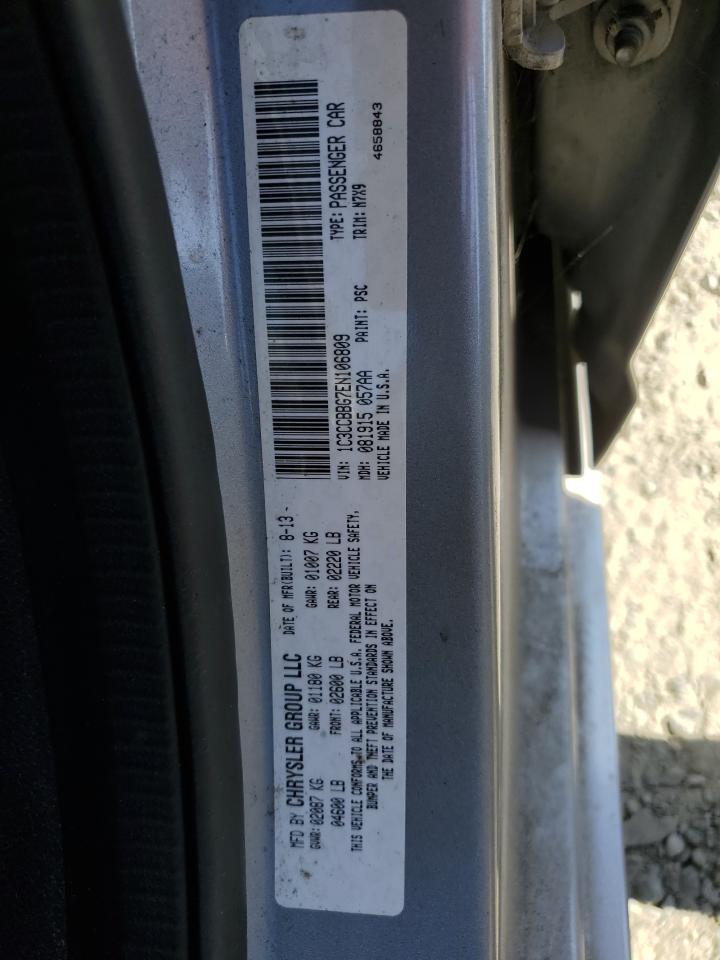 MFD BY CHRYSLER GROUP LLC DATE OF MFR(BUILT): 8-13
GVWR: 02087 KG GAWR: 01180 KG GAWR: 01007 KG
04600 LB FRONT: 02600 LB REAR: 02220 LB
THIS VEHICLE CONFORMS TO ALL APPLICABLE U.S.A. FEDERAL MOTOR VEHICLE SAFETY,
BUMPER AND THEFT PREVENTION STANDARDS IN EFFECT ON
THE DATE OF MANUFACTURE SHOWN ABOVE.
VIN: 1C3CCBBG7EN106809 TYPE: PASSENGER CAR
MDH: 081915 057AA PAINT: PSC TRIM: N7X9
VEHICLE MADE IN U.S.A. 4658843